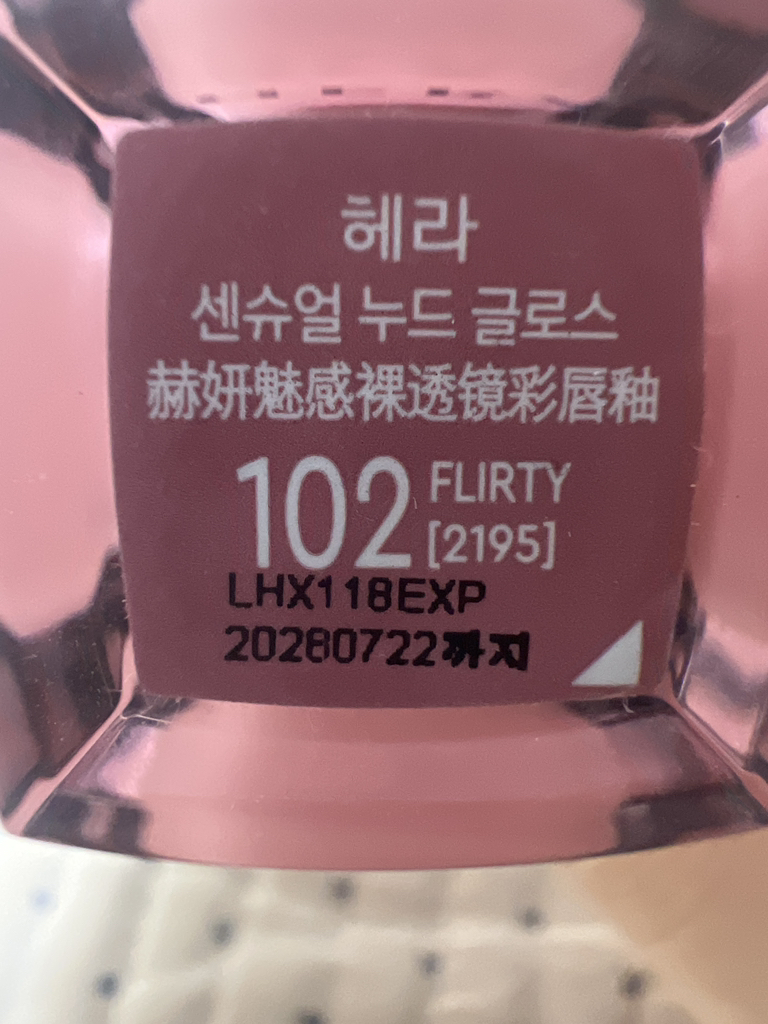 헤라
센슈얼 누드 글로스
赫妍魅感裸透镜彩唇釉
102 FLIRTY
[2195]
LHX118EXP
20280722까지